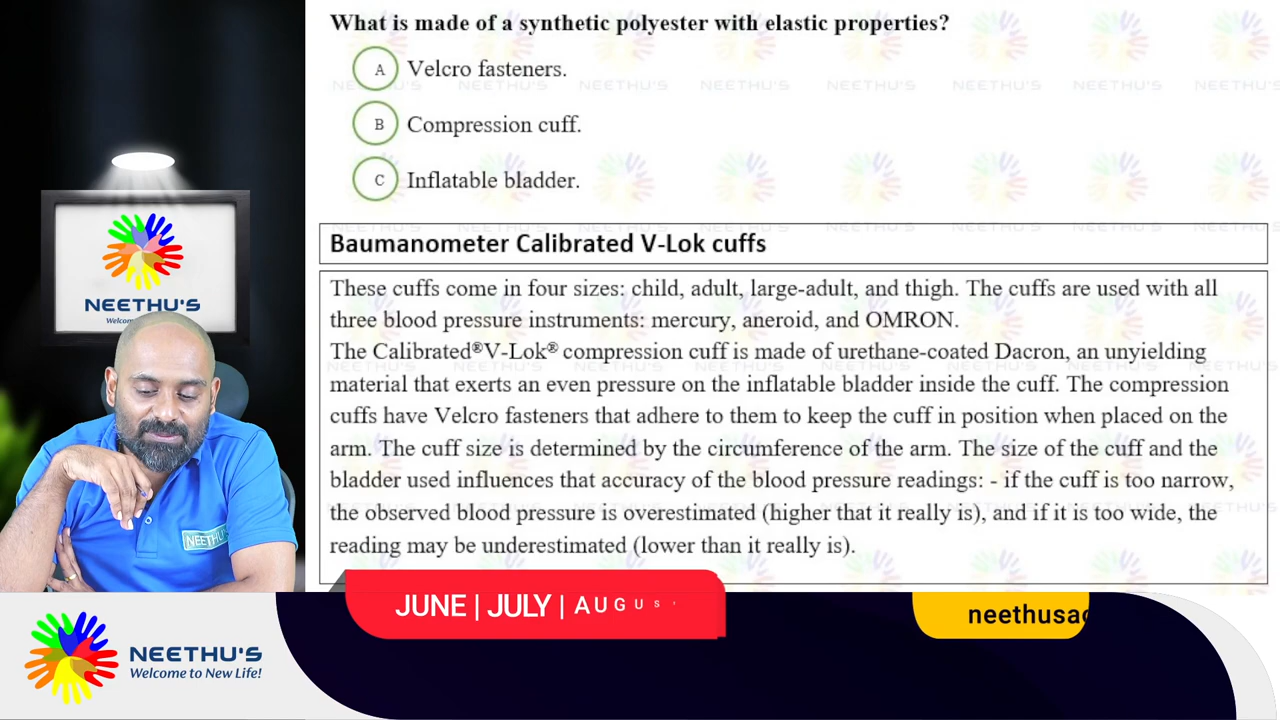 What is made of a synthetic polyester with elastic properties?
A Velcro fasteners.
B Compression cuff.
C Inflatable bladder.
Baumanometer Calibrated V-Lok cuffs
These cuffs come in four sizes: child, adult, large-adult, and thigh. The cuffs are used with all
three blood pressure instruments: mercury, aneroid, and OMRON.
The Calibrated®V-Lok® compression cuff is made of urethane-coated Dacron, an unyielding
material that exerts an even pressure on the inflatable bladder inside the cuff. The compression
cuffs have Velcro fasteners that adhere to them to keep the cuff in position when placed on the
arm. The cuff size is determined by the circumference of the arm. The size of the cuff and the
bladder used influences that accuracy of the blood pressure readings: - if the cuff is too narrow,
the observed blood pressure is overestimated (higher that it really is), and if it is too wide, the
reading may be underestimated (lower than it really is).
NEETHU'S
Welcom
NEETHU'S
JUNE | JULY | AUGUS
neethusac
NEETHU'S
Welcome to New Life!